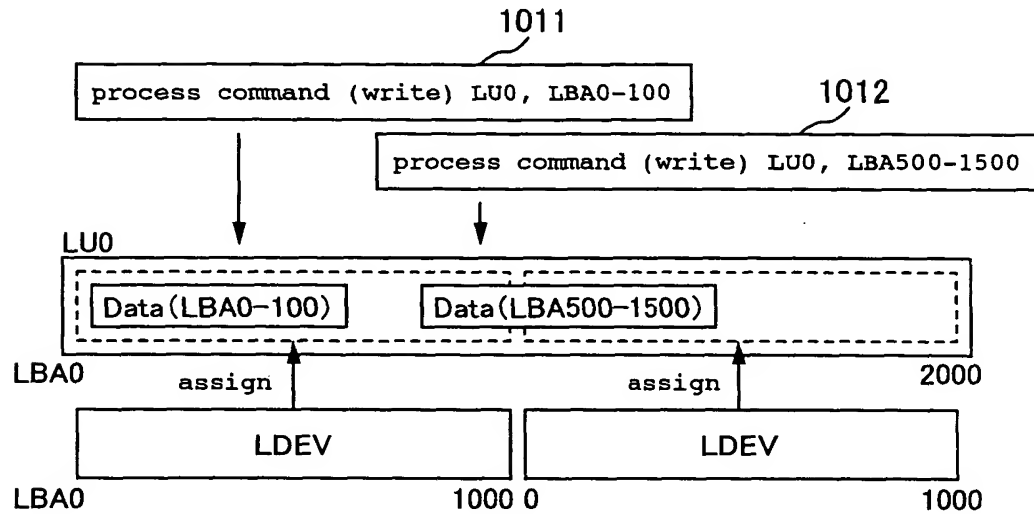 1011
process command (write) LU0, LBA0-100
1012
process command (write) LU0, LBA500-1500
LU0
Data(LBA0-100) Data(LBA500-1500)
LBA0 assign assign 2000
LDEV LDEV
LBA0 1000 0 1000